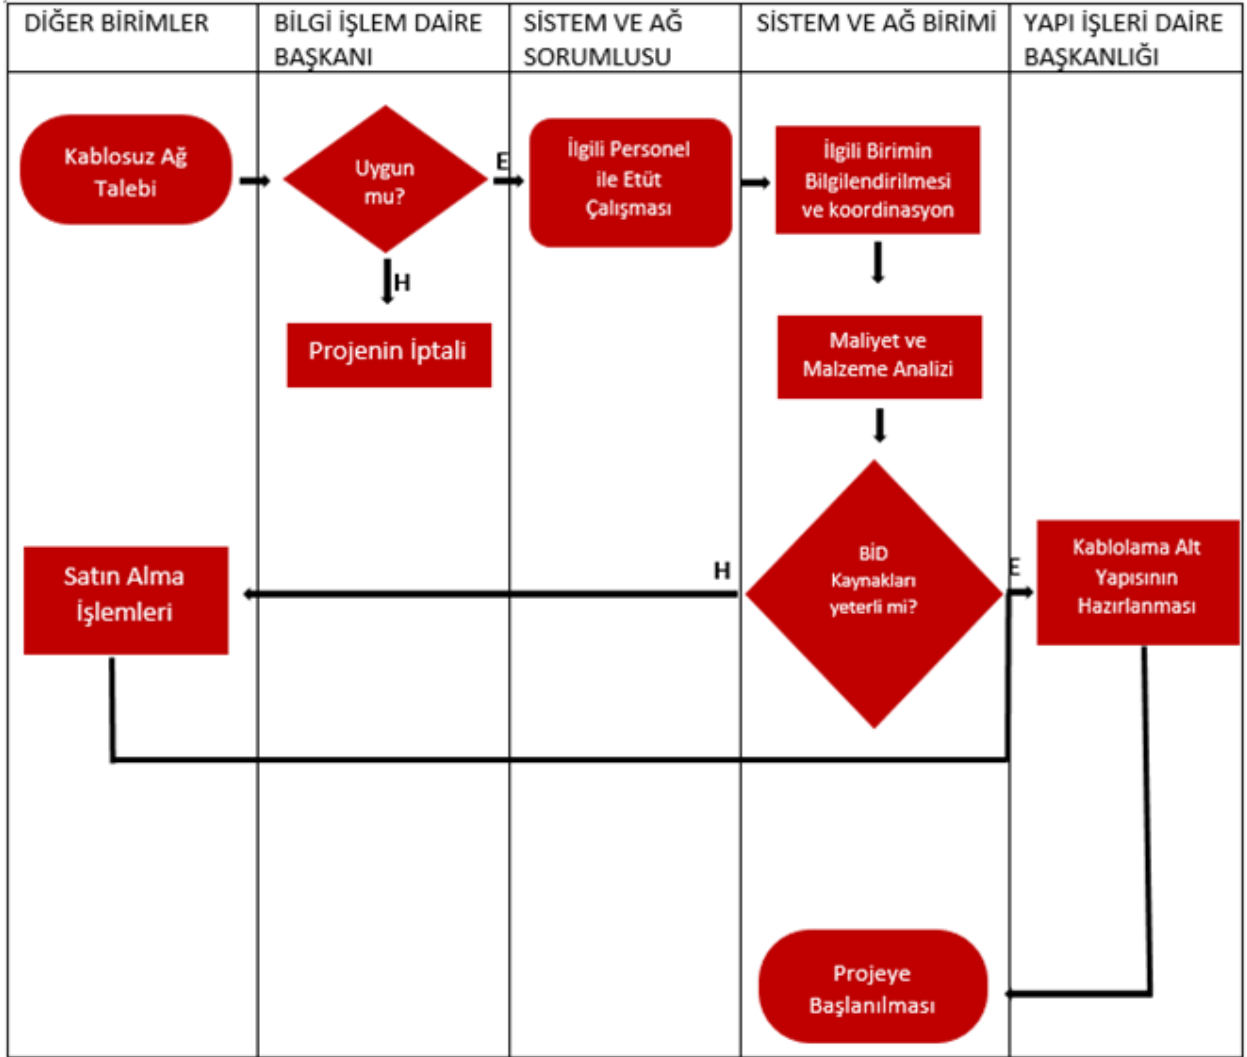 DİĞER BİRİMLER
BİLGİ İŞLEM DAİRE
BAŞKANI
SİSTEM VE AĞ
SORUMLUSU
SİSTEM VE AĞ BİRİMİ
YAPI İŞLERİ DAİRE
BAŞKANLIĞI
Kablosuz Ağ
Talebi
Uygun
mu?
E
İlgili Personel
ile Etüt
Çalışması
İlgili Birimin
Bilgilendirilmesi
ve koordinasyon
H
Projenin İptali
Maliyet ve
Malzeme Analizi
Satın Alma
İşlemleri
H
BİD
Kaynakları
yeterli mi?
E
Kablolama Alt
Yapısının
Hazırlanması
Projeye
Başlanılması